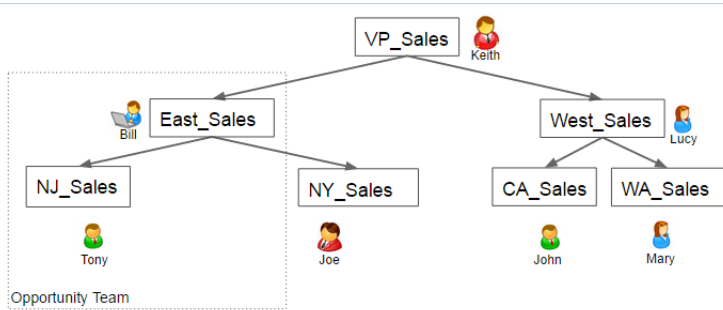 VP_Sales
Keith
Bill
East_Sales
West_Sales
Lucy
NJ_Sales
NY_Sales
CA_Sales
WA_Sales
Tony
Joe
John
Mary
Opportunity Team